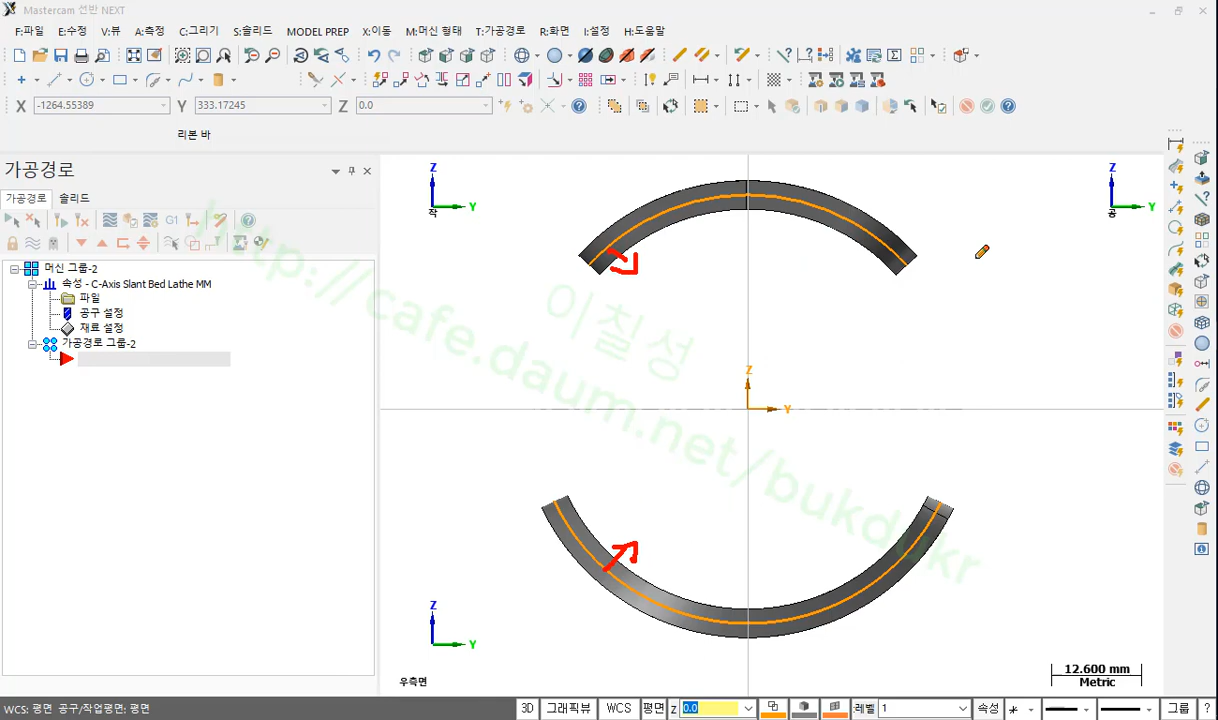 Mastercam 선반 NEXT
F:파일 E:수정 V:뷰 A:측정 C:그리기 S:솔리드 MODEL PREP X:이동 M:머신 형태 T:가공경로 R:화면 I:설정 H:도움말
X -1264.55389 Y 333.17245 Z 0.0
리본 바
가공경로
가공경로 솔리드
G1
머신 그룹-2
속성 - C-Axis Slant Bed Lathe MM
파일
공구 설정
재료 설정
가공경로 그룹-2
Z
Y
작
Z
Y
공
http://cafe.daum.net/bukdukr
이칠성
Z
Y
Z
Y
우측면
12.600 mm
Metric
WCS: 평면 공구/작업평면: 평면
3D 그래픽뷰 WCS 평면 Z 0.0 레벨 1 속성 그룹 ?